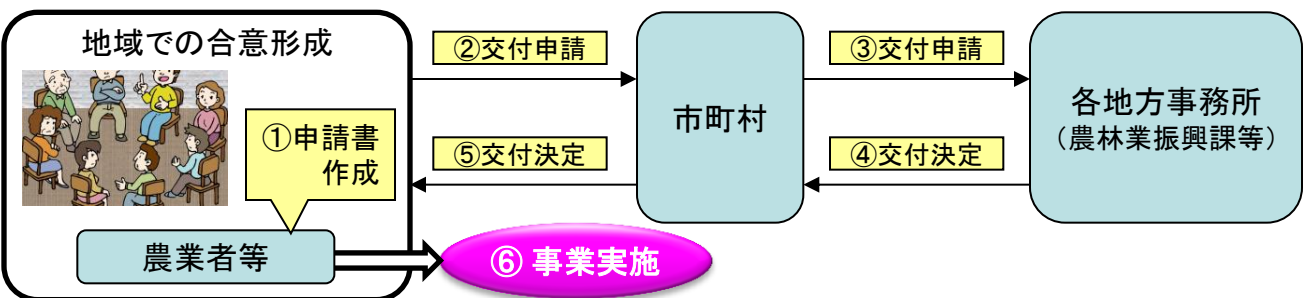 地域での合意形成
①申請書
作成
農業者等
②交付申請
⑤交付決定
市町村
③交付申請
④交付決定
各地方事務所
（農林業振興課等）
⑥ 事業実施